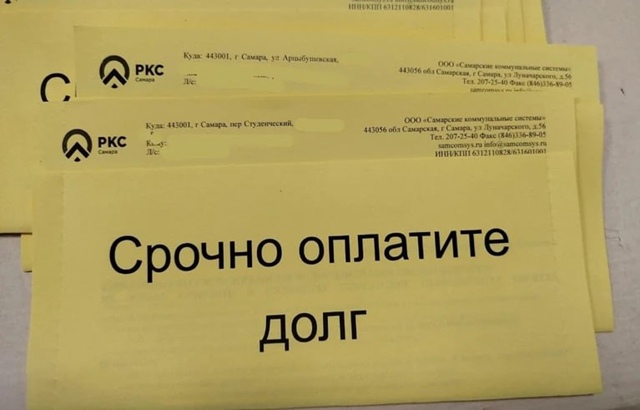 С
РКС
Самара
Куда: 443001, г Самара, ул Арцыбушевская,
Л/с:
ООО «Самарские коммунальные системы»
443056 обл Самарская, г Самара, ул Луначарского, д.56
Тел. 207-25-40 Факс (846)336-89-05
РКС
Самара
Куда: 443001, г Самара, пер Студенческий,
Кому:
Л/с:
ООО «Самарские коммунальные системы»
443056 обл Самарская, г Самара, ул Луначарского, д.56
Тел. 207-25-40 Факс (846)336-89-05
samcomsys.ru info@samcomsys.ru
ИНН/КПП 6312110828/631601001
Срочно оплатите
долг